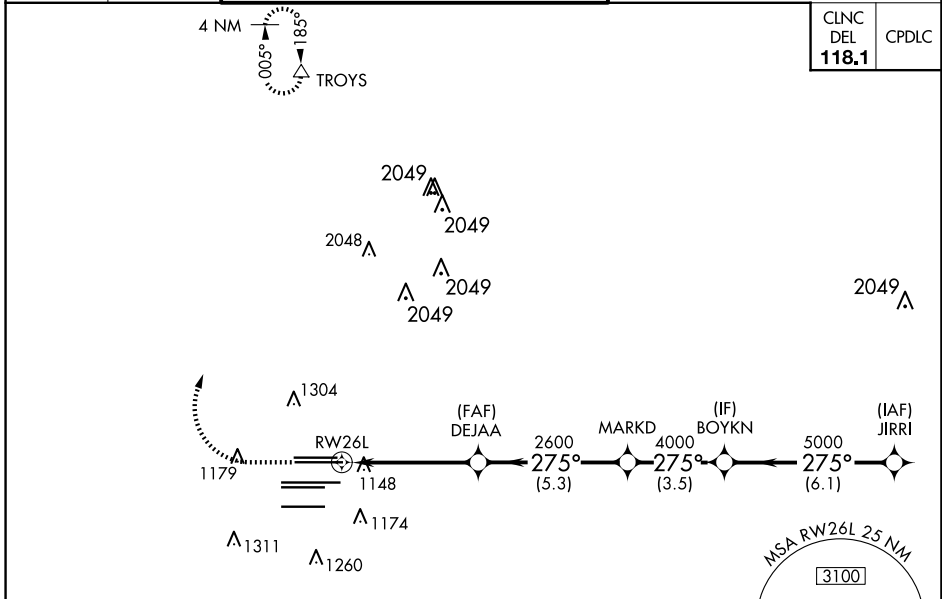 CLNC
DEL
118.1
CPDLC
4 NM
005°
185°
TROYS
2049
2049
2048
2049
2049
2049
1304
1179
RW26L
1148
1174
1311
1260
(FAF)
DEJAA
2600
275°
(5.3)
MARKD
4000
275°
(3.5)
(IF)
BOYKN
5000
275°
(6.1)
(IAF)
JIRRI
MSA RW26L 25 NM
3100